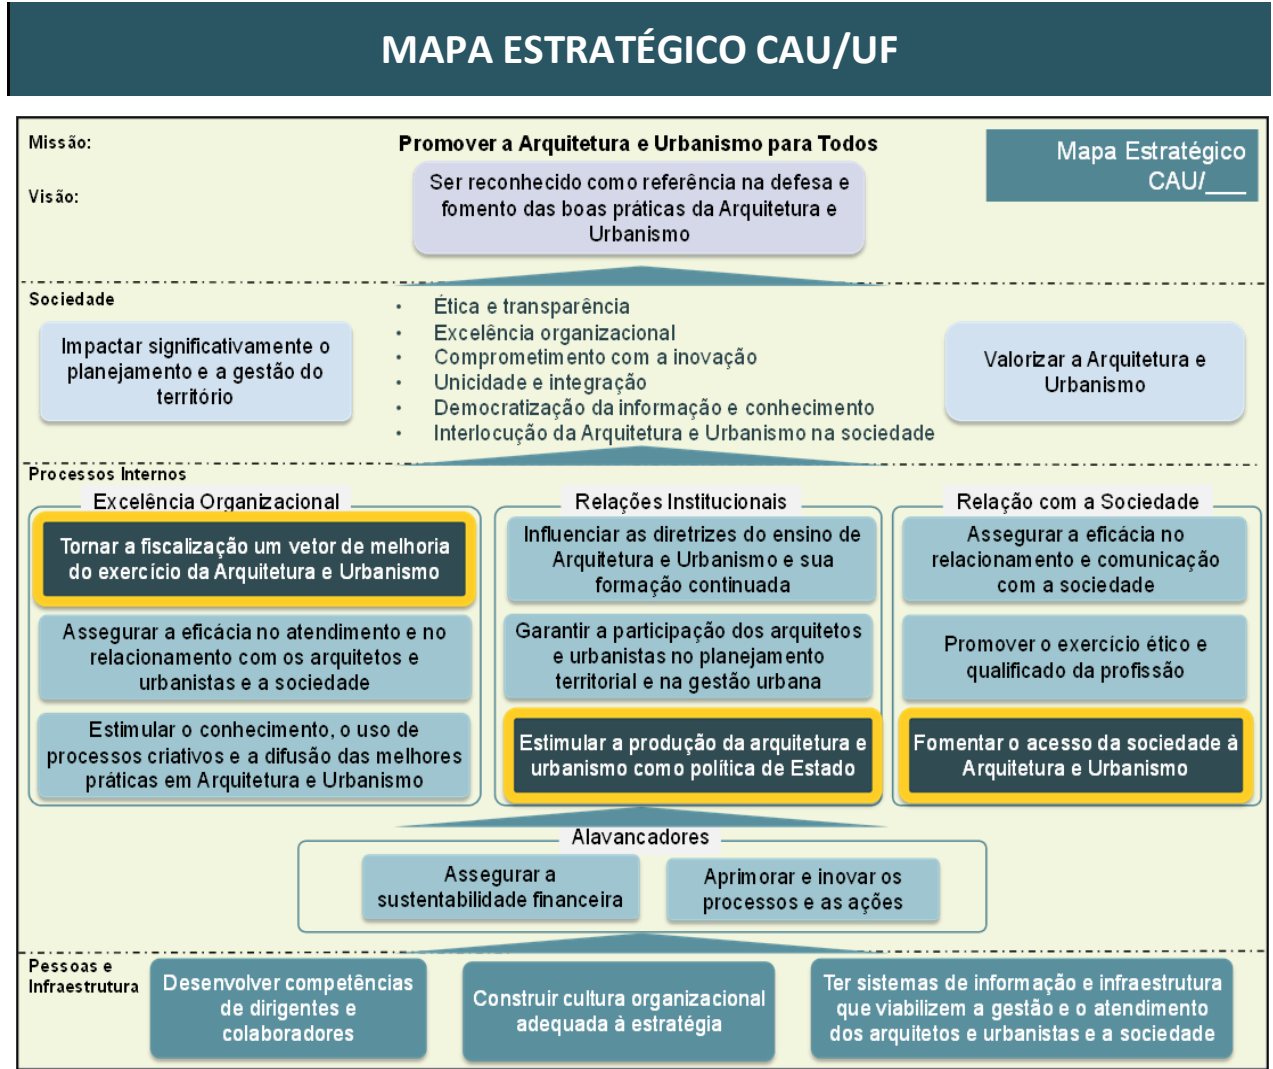 MAPA ESTRATÉGICO CAU/UF
Missão:
Promover a Arquitetura e Urbanismo para Todos
Mapa Estratégico
CAU/___
Visão:
Ser reconhecido como referência na defesa e
fomento das boas práticas da Arquitetura e
Urbanismo
Sociedade
Impactar significativamente o
planejamento e a gestão do
território
• Ética e transparência
• Excelência organizacional
• Comprometimento com a inovação
• Unicidade e integração
• Democratização da informação e conhecimento
• Interlocução da Arquitetura e Urbanismo na sociedade
Valorizar a Arquitetura e
Urbanismo
Processos Internos
Excelência Organizacional
Tornar a fiscalização um vetor de melhoria
do exercício da Arquitetura e Urbanismo
Assegurar a eficácia no atendimento e no
relacionamento com os arquitetos e
urbanistas e a sociedade
Estimular o conhecimento, o uso de
processos criativos e a difusão das melhores
práticas em Arquitetura e Urbanismo
Relações Institucionais
Influenciar as diretrizes do ensino de
Arquitetura e Urbanismo e sua
formação continuada
Garantir a participação dos arquitetos
e urbanistas no planejamento
territorial e na gestão urbana
Estimular a produção da arquitetura e
urbanismo como política de Estado
Relação com a Sociedade
Assegurar a eficácia no
relacionamento e comunicação
com a sociedade
Promover o exercício ético e
qualificado da profissão
Fomentar o acesso da sociedade à
Arquitetura e Urbanismo
Alavancadores
Assegurar a
sustentabilidade financeira
Aprimorar e inovar os
processos e as ações
Pessoas e
Infraestrutura
Desenvolver competências
de dirigentes e
colaboradores
Construir cultura organizacional
adequada à estratégia
Ter sistemas de informação e infraestrutura
que viabilizem a gestão e o atendimento
dos arquitetos e urbanistas e a sociedade